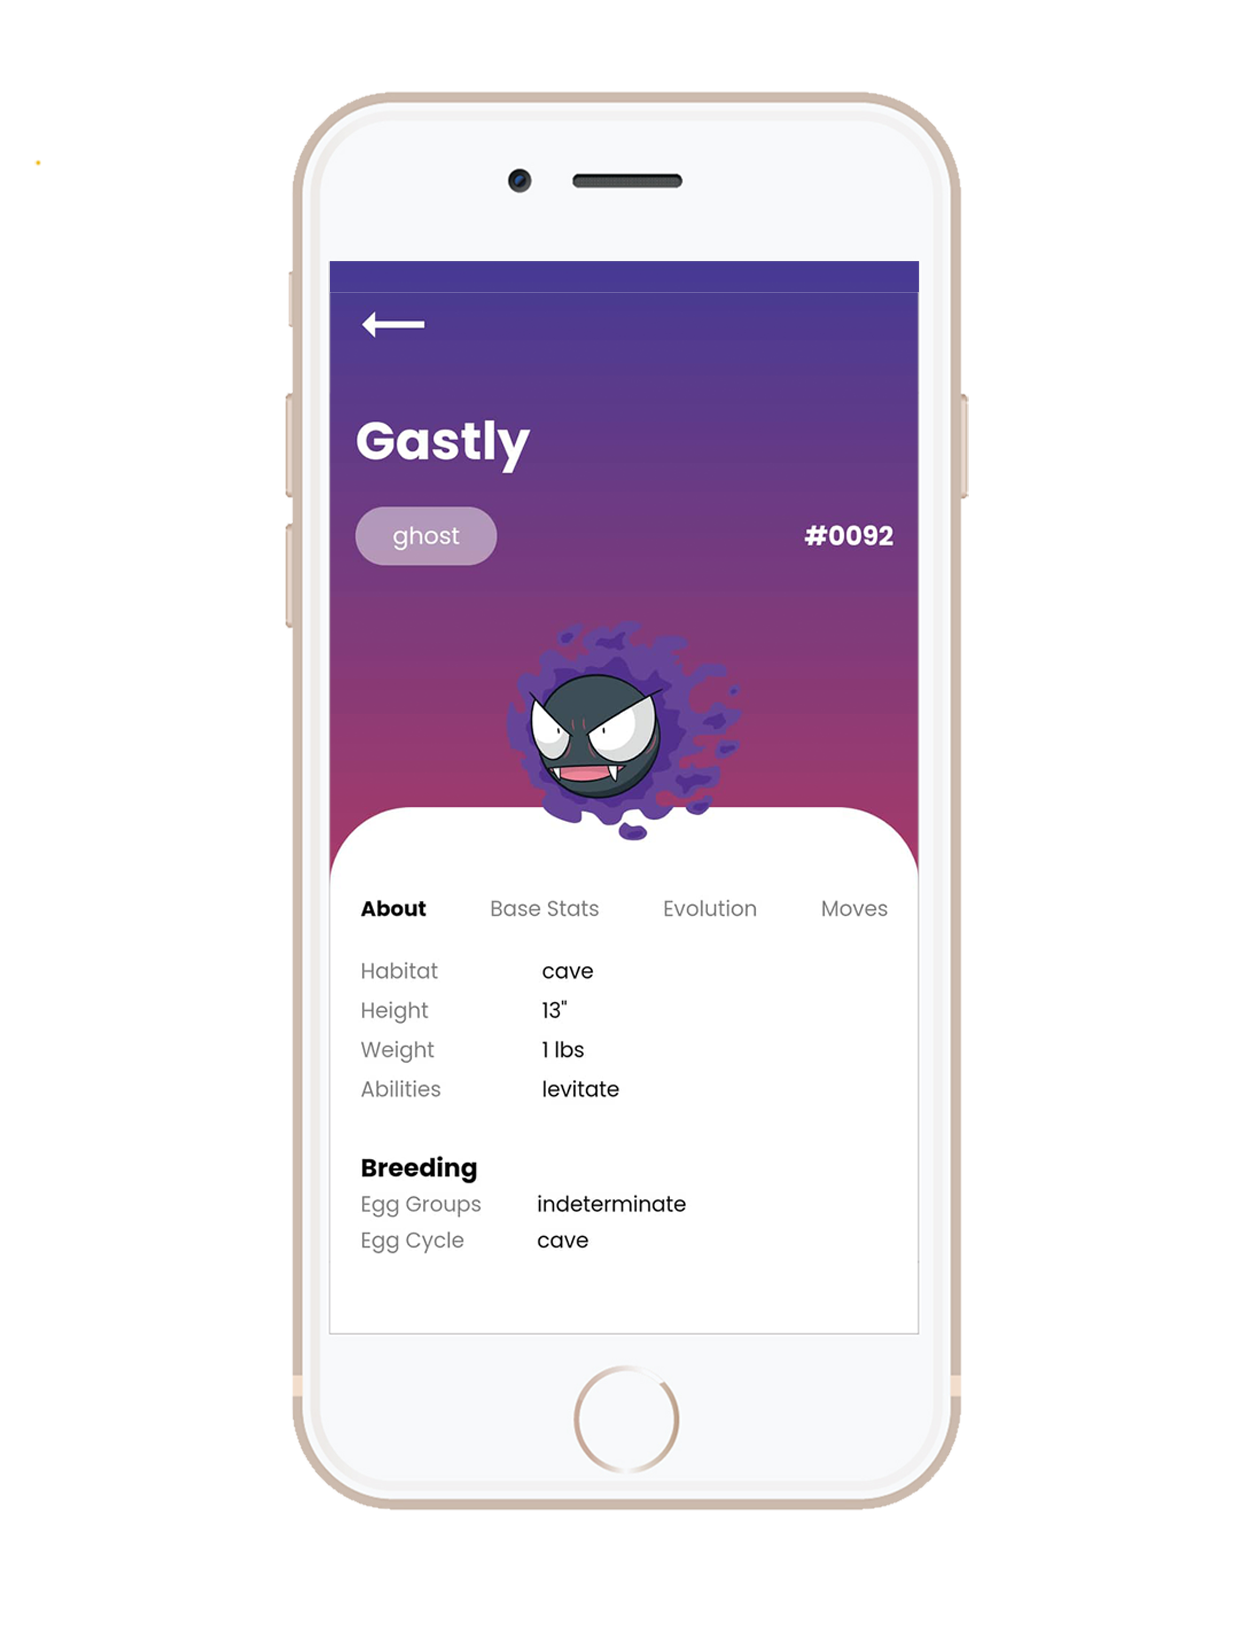 Gastly
ghost #0092
About Base Stats Evolution Moves
Habitat cave
Height 13"
Weight 1 lbs
Abilities levitate
Breeding
Egg Groups indeterminate
Egg Cycle cave